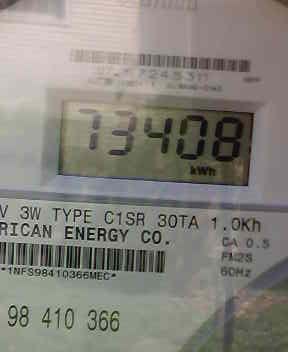 73408
kWh
V 3W TYPE C1SR 30TA 1.0Kh
RICAN ENERGY CO.
CA 0.5
FM2S
60Hz
*1NFS98410366MEC*
98 410 366